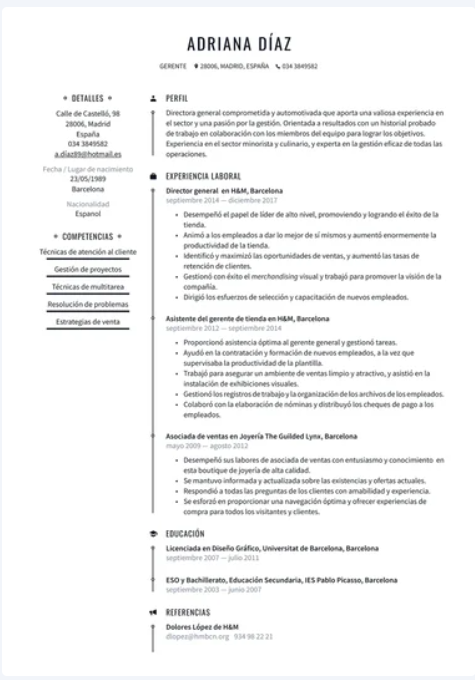 ADRIANA DÍAZ
GERENTE 28006, MADRID, ESPAÑA 034 3849582
DETALLES
Calle de Castelló, 98
28006, Madrid
España
034 3849582
a.diaz89@hotmail.es
Fecha / Lugar de nacimiento
23/05/1989
Barcelona
Nacionalidad
Espanol
COMPETENCIAS
Técnicas de atención al cliente
Gestión de proyectos
Técnicas de multitarea
Resolución de problemas
Estrategias de venta
PERFIL
Directora general comprometida y automotivada que aporta una valiosa experiencia en
el sector y una pasión por la gestión. Orientada a resultados con un historial probado
de trabajo en colaboración con los miembros del equipo para lograr los objetivos.
Experiencia en el sector minorista y culinario, y experta en la gestión eficaz de todas las
operaciones.
EXPERIENCIA LABORAL
Director general en H&M, Barcelona
septiembre 2014 — diciembre 2017
• Desempeñó el papel de líder de alto nivel, promoviendo y logrando el éxito de la
tienda.
• Animó a los empleados a dar lo mejor de sí mismos y aumentó enormemente la
productividad de la tienda.
• Identificó y maximizó las oportunidades de ventas, y aumentó las tasas de
retención de clientes.
• Gestionó con éxito el merchandising visual y trabajó para promover la visión de la
compañía.
• Dirigió los esfuerzos de selección y capacitación de nuevos empleados.
Asistente del gerente de tienda en H&M, Barcelona
septiembre 2012 — septiembre 2014
• Proporcionó asistencia óptima al gerente general y gestionó tareas.
• Ayudó en la contratación y formación de nuevos empleados, a la vez que
supervisaba la productividad de la plantilla.
• Trabajó para asegurar un ambiente de ventas limpio y atractivo, y asistió en la
instalación de exhibiciones visuales.
• Gestionó los registros de trabajo y la organización de los archivos de los empleados.
• Colaboró con la elaboración de nóminas y distribuyó los cheques de pago a los
empleados.
Asociada de ventas en Joyería The Guilded Lynx, Barcelona
mayo 2009 — agosto 2012
• Desempeñó sus labores de asociada de ventas con entusiasmo y conocimiento en
esta boutique de joyería de alta calidad.
• Se mantuvo informada y actualizada sobre las existencias y ofertas actuales.
• Respondió a todas las preguntas de los clientes con amabilidad y experiencia.
• Se esforzó en proporcionar una navegación óptima y ofrecer experiencias de
compra para todos los visitantes y clientes.
EDUCACIÓN
Licenciada en Diseño Gráfico, Universitat de Barcelona, Barcelona
septiembre 2007 — julio 2011
ESO y Bachillerato, Educación Secundaria, IES Pablo Picasso, Barcelona
septiembre 2003 — junio 2007
REFERENCIAS
Dolores López de H&M
dlopez@hmbcn.org 934 98 22 21